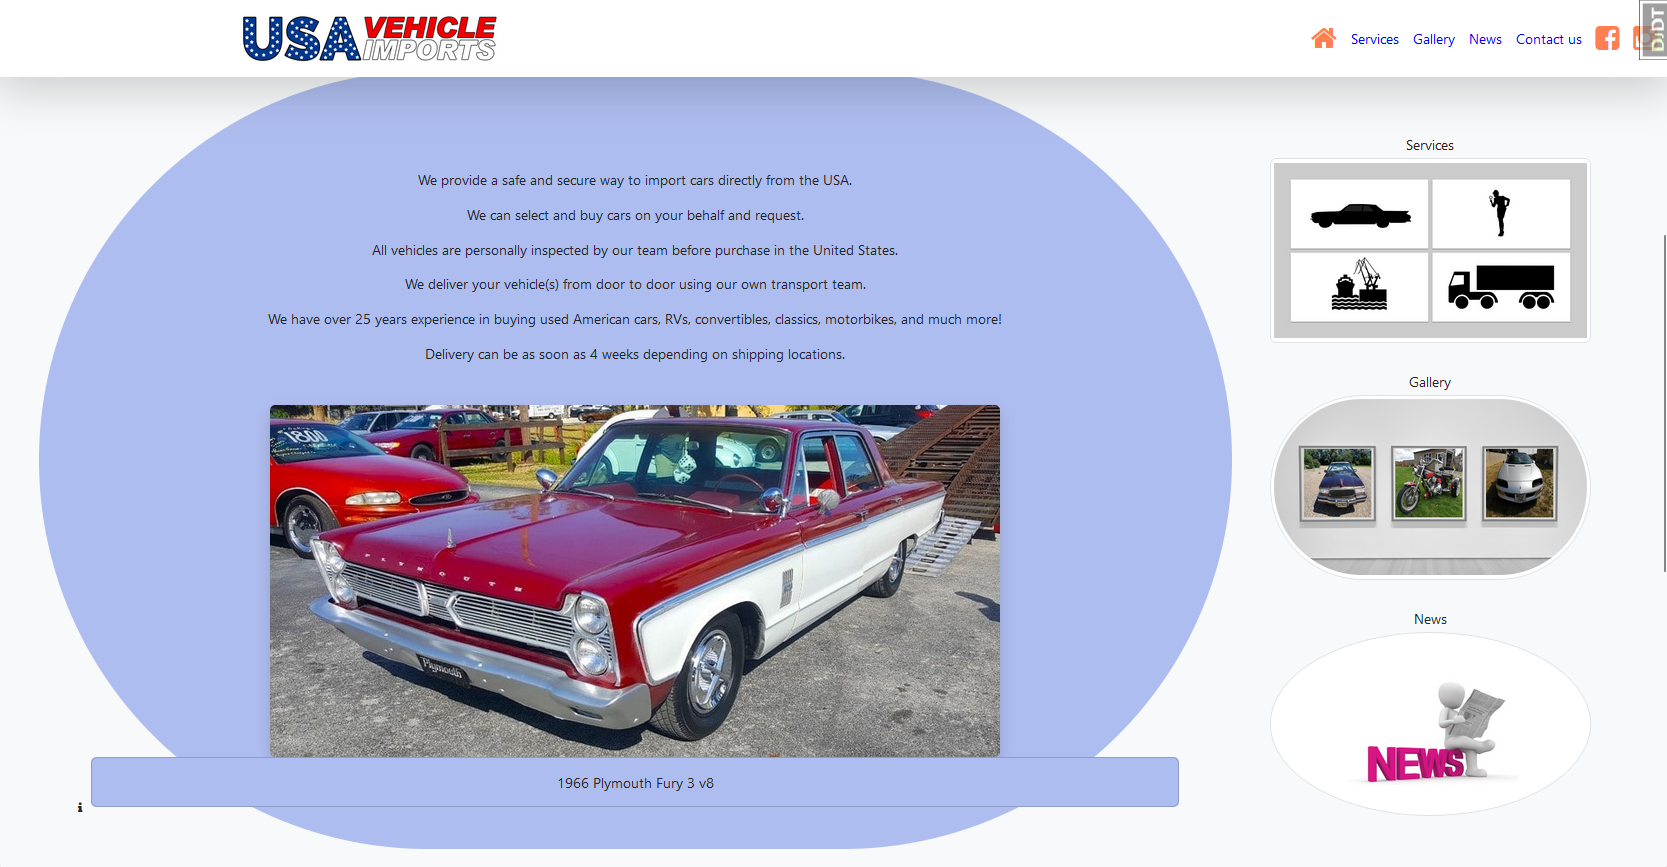 USA VEHICLE
IMPORTS
Services Gallery News Contact us
DjDT
We provide a safe and secure way to import cars directly from the USA.
We can select and buy cars on your behalf and request.
All vehicles are personally inspected by our team before purchase in the United States.
We deliver your vehicle(s) from door to door using our own transport team.
We have over 25 years experience in buying used American cars, RVs, convertibles, classics, motorbikes, and much more!
Delivery can be as soon as 4 weeks depending on shipping locations.
1800
PLYMOUTH
Plymouth
1966 Plymouth Fury 3 v8
Services
Gallery
News
NEWS